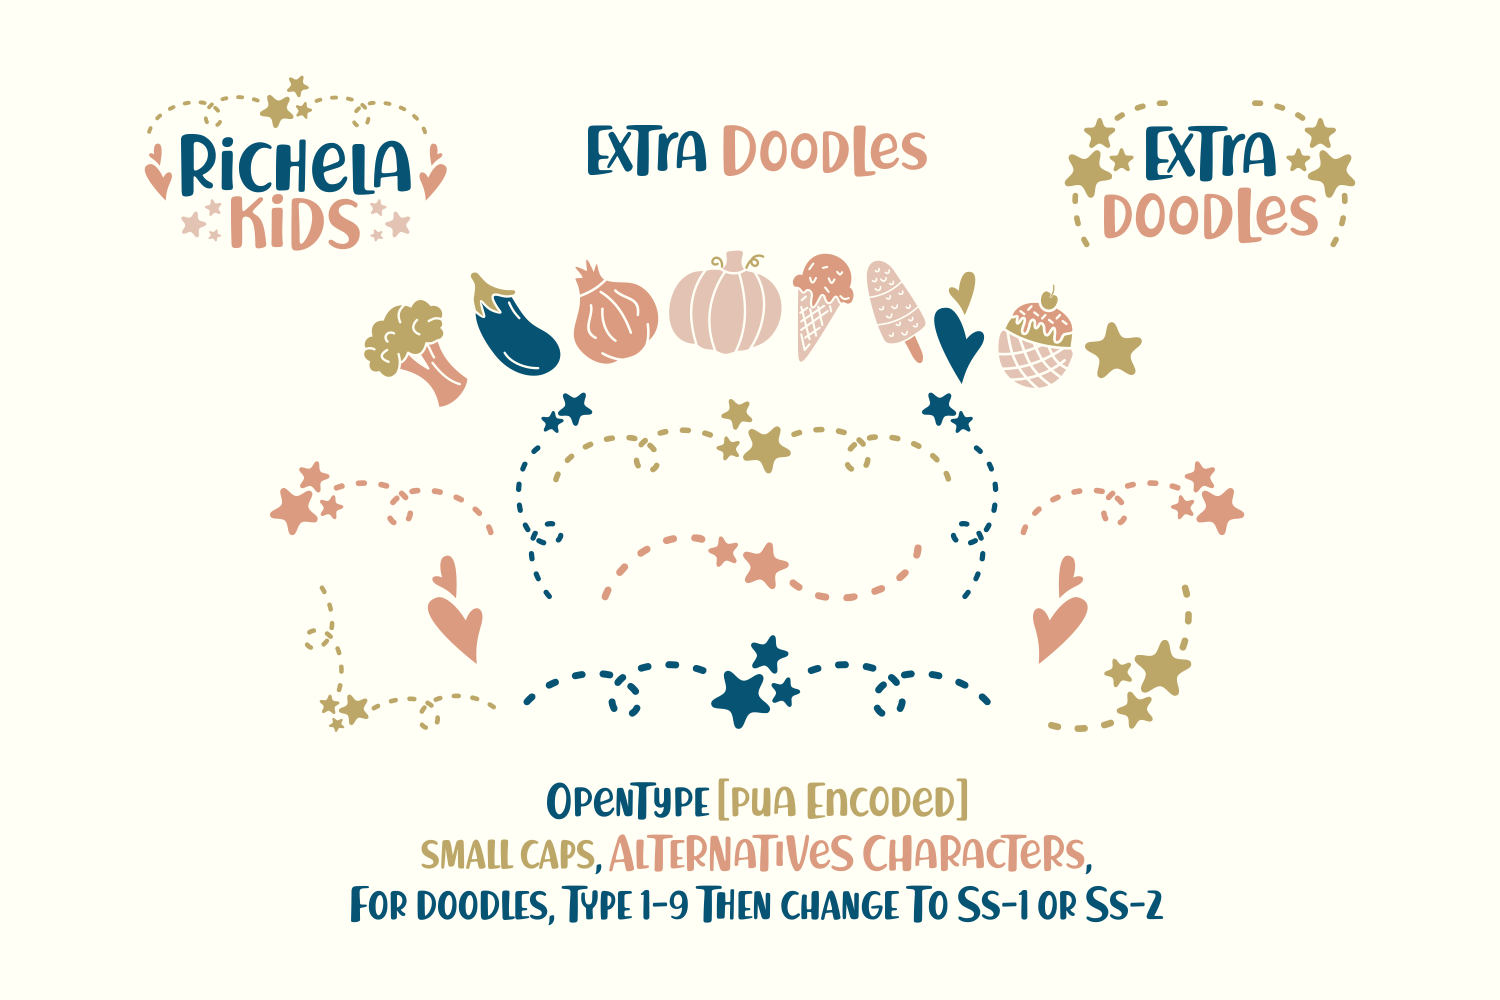 RicHeLA
KiDS
ExTrA DoodLes
ExTrA
DoodLes
OpenType [PUA Encoded]
small caps, AlTernaTiVeS CHaracTers,
For doodles, Type 1-9 THen change To Ss-1 or Ss-2